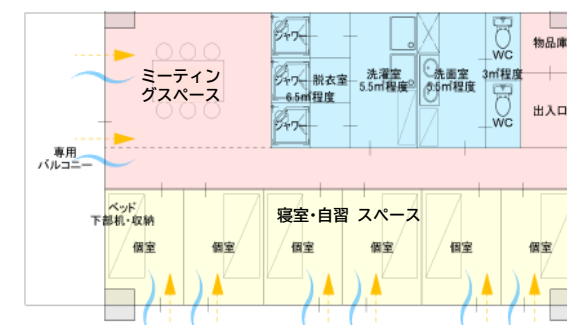 シャワー
WC
物品庫
ミーティン
グスペース
シャワー
脱衣室
6.5㎡程度
洗濯室
5.5㎡程度
洗面室
5.5㎡程度
3㎡程度
出入口
シャワー
WC
専用
バルコニー
ベッド
下部机・収納
寝室・自習 スペース
個室
個室
個室
個室
個室
個室